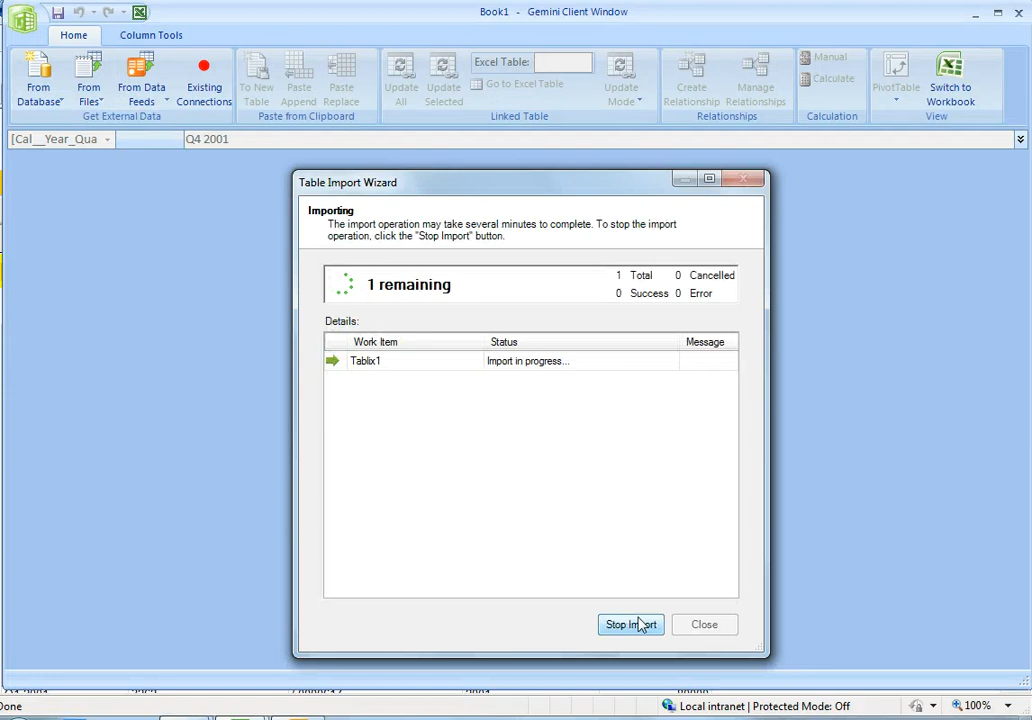 Book1 - Gemini Client Window
Home
Column Tools
From Database
From Files
From Data Feeds
Existing Connections
Get External Data
To New Table
Paste Append
Paste Replace
Paste from Clipboard
Update All
Update Selected
Excel Table:
Go to Excel Table
Update Mode
Linked Table
Create Relationship
Manage Relationships
Relationships
Manual
Calculate
Calculation
PivotTable
Switch to Workbook
View
[Cal__Year_Qua
Q4 2001
Table Import Wizard
Importing
The import operation may take several minutes to complete. To stop the import
operation, click the "Stop Import" button.
1 remaining
1 Total 0 Cancelled
0 Success 0 Error
Details:
Work Item Status Message
Tablix1 Import in progress...
Stop Import
Close
Done
Local intranet | Protected Mode: Off
100%